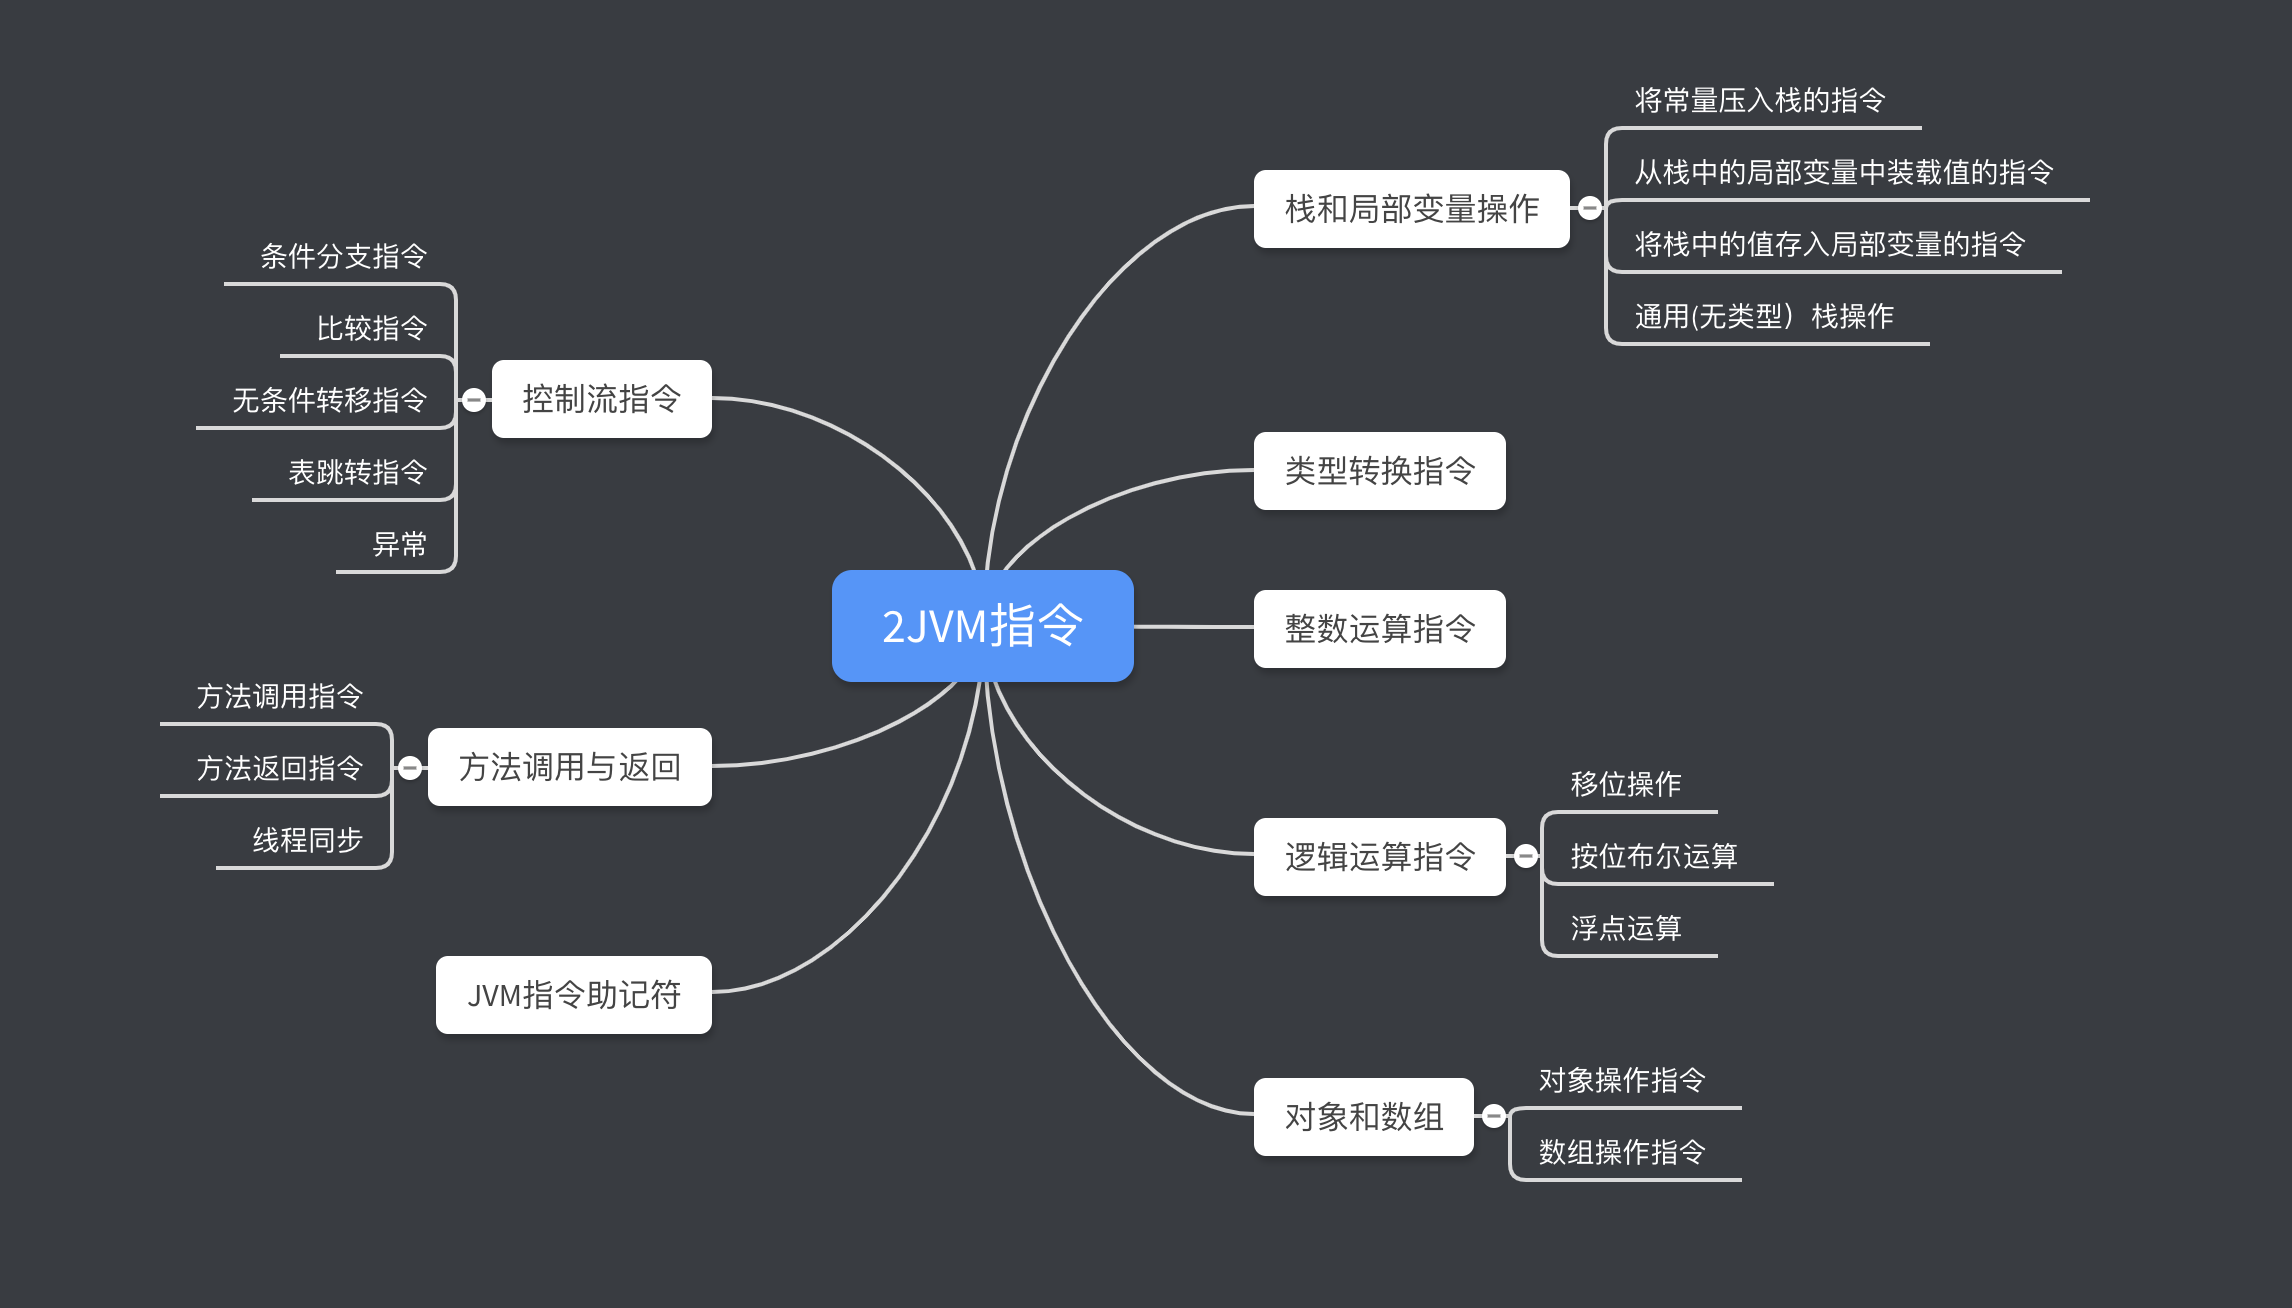 2JVM指令
栈和局部变量操作
将常量压入栈的指令
从栈中的局部变量中装载值的指令
将栈中的值存入局部变量的指令
通用(无类型）栈操作
类型转换指令
整数运算指令
逻辑运算指令
移位操作
按位布尔运算
浮点运算
对象和数组
对象操作指令
数组操作指令
控制流指令
条件分支指令
比较指令
无条件转移指令
表跳转指令
异常
方法调用与返回
方法调用指令
方法返回指令
线程同步
JVM指令助记符